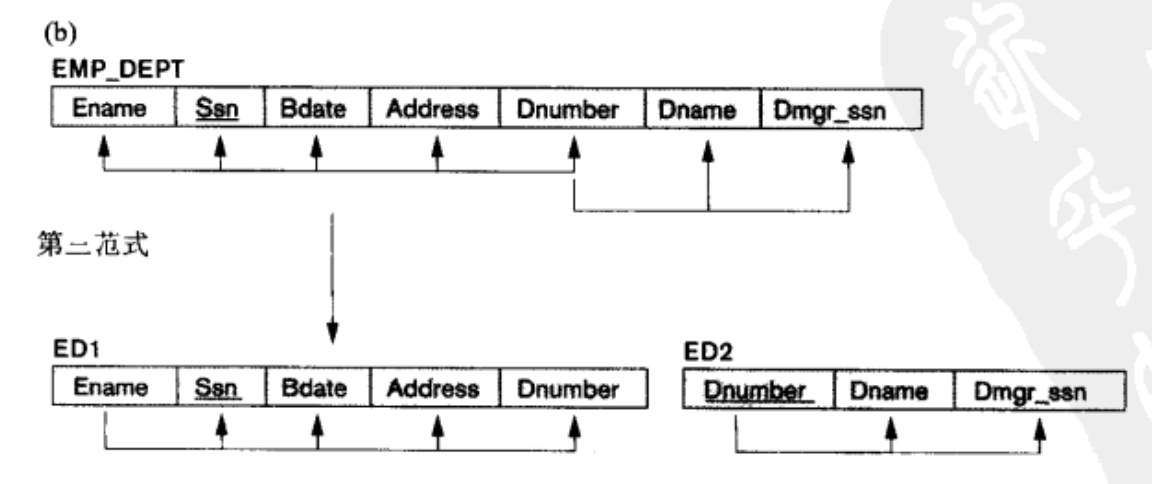 (b)
EMP_DEPT
Ename Ssn Bdate Address Dnumber Dname Dmgr_ssn
第三范式
ED1
Ename Ssn Bdate Address Dnumber
ED2
Dnumber Dname Dmgr_ssn